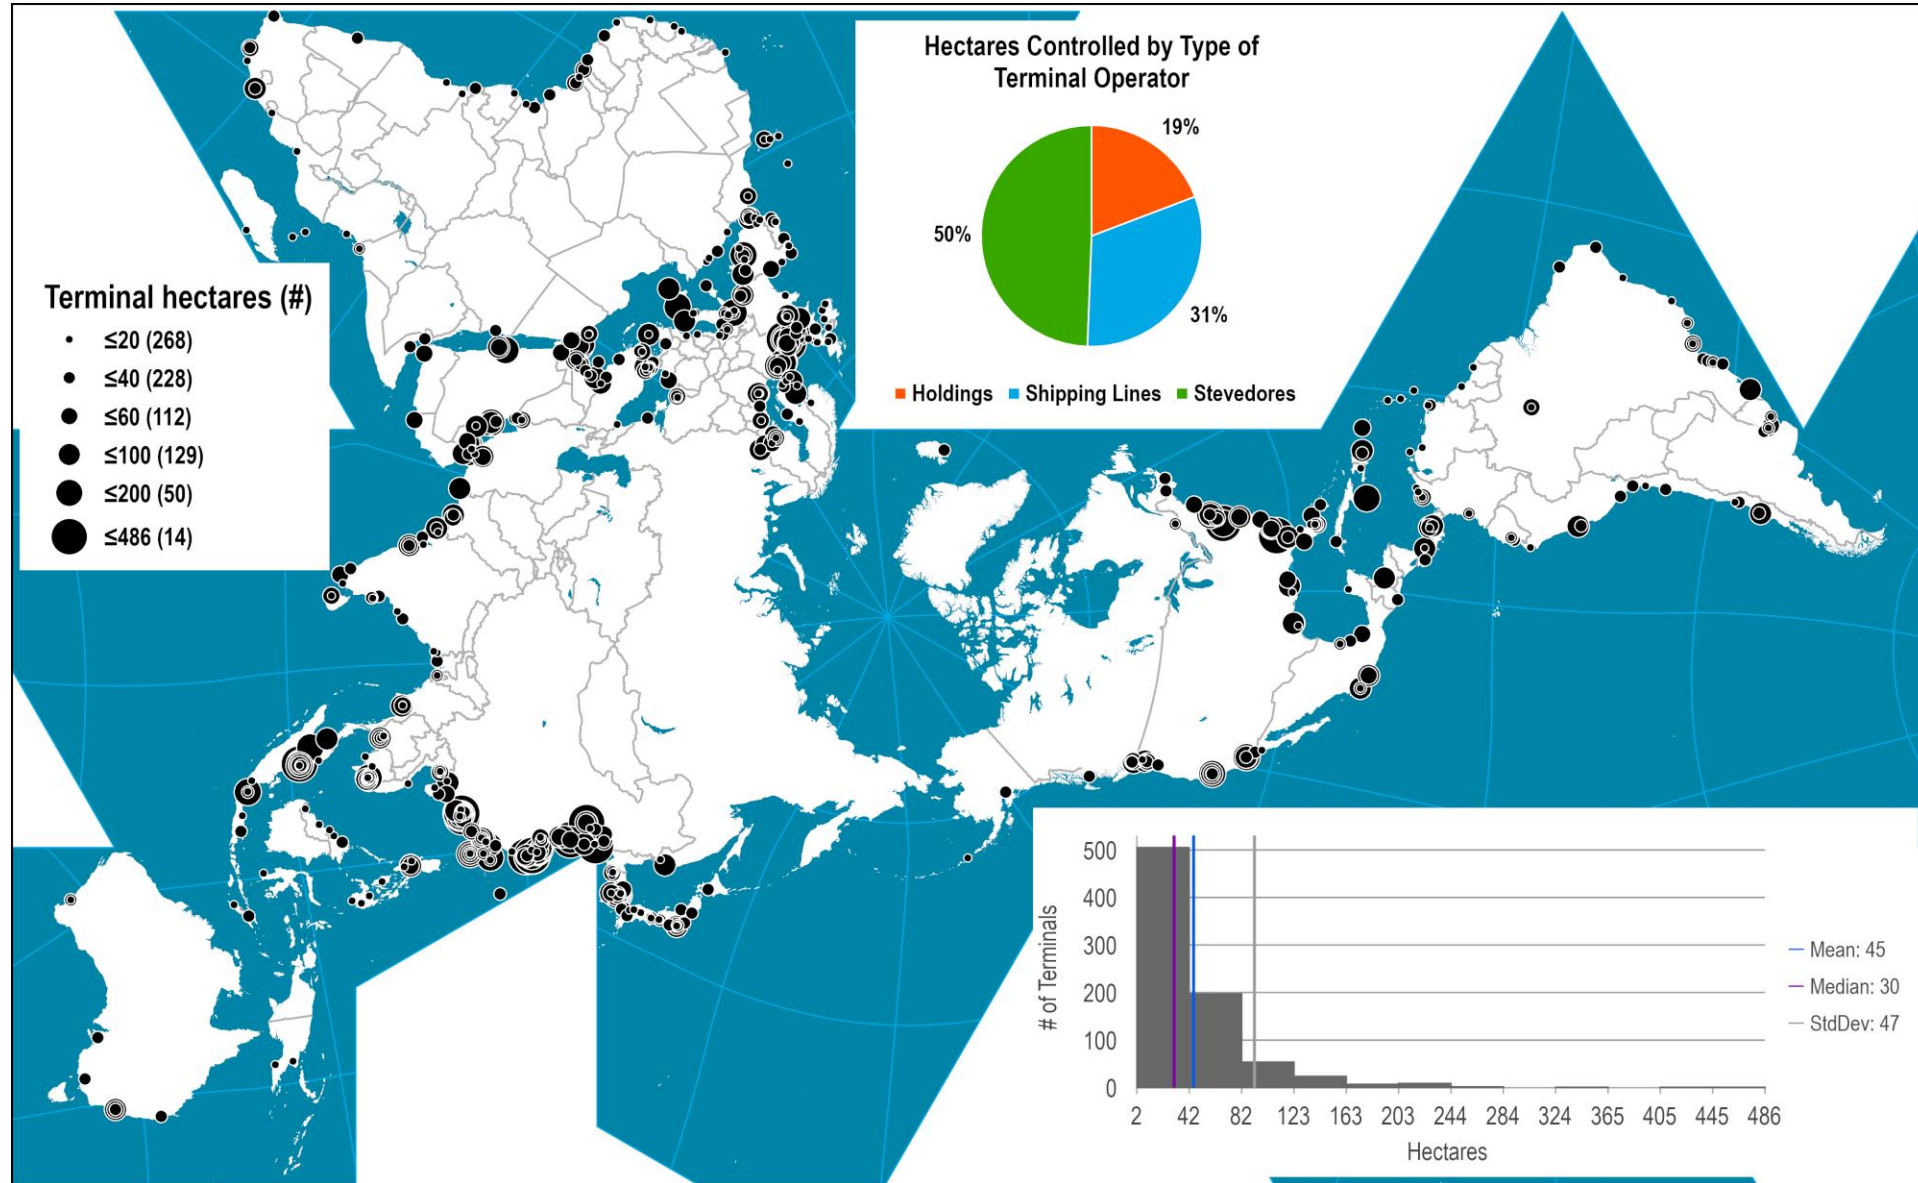 Hectares Controlled by Type of
Terminal Operator
19%
50%
31%
Holdings Shipping Lines Stevedores
Terminal hectares (#)
≤20 (268)
≤40 (228)
≤60 (112)
≤100 (129)
≤200 (50)
≤486 (14)
# of Terminals
500
400
300
200
100
0
2 42 82 123 163 203 244 284 324 365 405 445 486
Hectares
Mean: 45
Median: 30
StdDev: 47